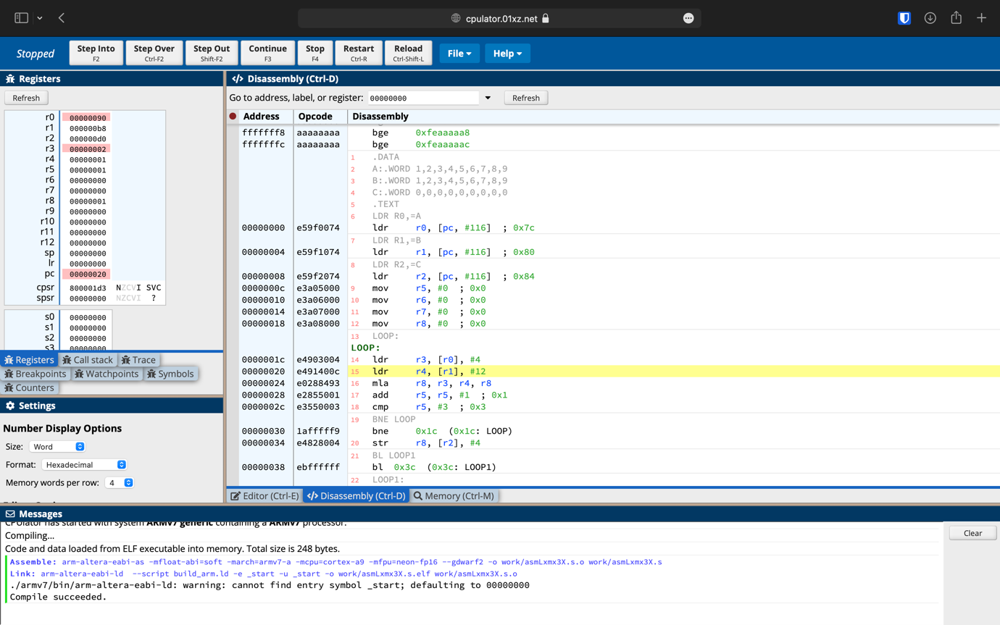 cpulator.01xz.net
Stopped
Step Into F2
Step Over Ctrl-F2
Step Out Shift-F2
Continue F3
Stop F4
Restart Ctrl-R
Reload Ctrl-Shift-L
File
Help
Registers
Refresh
r0 00000090
r1 000000b8
r2 000000d0
r3 00000002
r4 00000001
r5 00000001
r6 00000000
r7 00000000
r8 00000001
r9 00000000
r10 00000000
r11 00000000
r12 00000000
sp 00000000
lr 00000000
pc 00000020
cpsr 800001d3 NZCVI SVC
spsr 00000000 NZCVI ?
s0 00000000
s1 00000000
s2 00000000
s3 00000000
Registers Call stack Trace
Breakpoints Watchpoints Symbols
Counters
Settings
Number Display Options
Size: Word
Format: Hexadecimal
Memory words per row: 4
</> Disassembly (Ctrl-D)
Go to address, label, or register: 00000000 Refresh
Address Opcode Disassembly
fffffff8 aaaaaaaa bge 0xfeaaaaa8
fffffffc aaaaaaaa bge 0xfeaaaaac
1 .DATA
2 A:.WORD 1,2,3,4,5,6,7,8,9
3 B:.WORD 1,2,3,4,5,6,7,8,9
4 C:.WORD 0,0,0,0,0,0,0,0,0
5 .TEXT
6 LDR R0,=A
00000000 e59f0074 ldr r0, [pc, #116] ; 0x7c
7 LDR R1,=B
00000004 e59f1074 ldr r1, [pc, #116] ; 0x80
8 LDR R2,=C
00000008 e59f2074 ldr r2, [pc, #116] ; 0x84
0000000c e3a05000 9 mov r5, #0 ; 0x0
00000010 e3a06000 10 mov r6, #0 ; 0x0
00000014 e3a07000 11 mov r7, #0 ; 0x0
00000018 e3a08000 12 mov r8, #0 ; 0x0
13 LOOP:
LOOP:
0000001c e4903004 14 ldr r3, [r0], #4
00000020 e491400c 15 ldr r4, [r1], #12
00000024 e0288493 16 mla r8, r3, r4, r8
00000028 e2855001 17 add r5, r5, #1 ; 0x1
0000002c e3550003 18 cmp r5, #3 ; 0x3
19 BNE LOOP
00000030 1afffff9 bne 0x1c (0x1c: LOOP)
00000034 e4828004 20 str r8, [r2], #4
21 BL LOOP1
00000038 ebffffff bl 0x3c (0x3c: LOOP1)
22 LOOP1:
Editor (Ctrl-E) </> Disassembly (Ctrl-D) Memory (Ctrl-M)
Messages
CPUlator has started with system ARMv7 generic containing a ARMv7 processor.
Compiling...
Code and data loaded from ELF executable into memory. Total size is 248 bytes.
Assemble: arm-altera-eabi-as -mfloat-abi=soft -march=armv7-a -mcpu=cortex-a9 -mfpu=neon-fp16 --gdwarf2 -o work/asmLxmx3X.s.o work/asmLxmx3X.s
Link: arm-altera-eabi-ld --script build_arm.ld -e _start -u _start -o work/asmLxmx3X.s.elf work/asmLxmx3X.s.o
./armv7/bin/arm-altera-eabi-ld: warning: cannot find entry symbol _start; defaulting to 00000000
Compile succeeded.
Clear